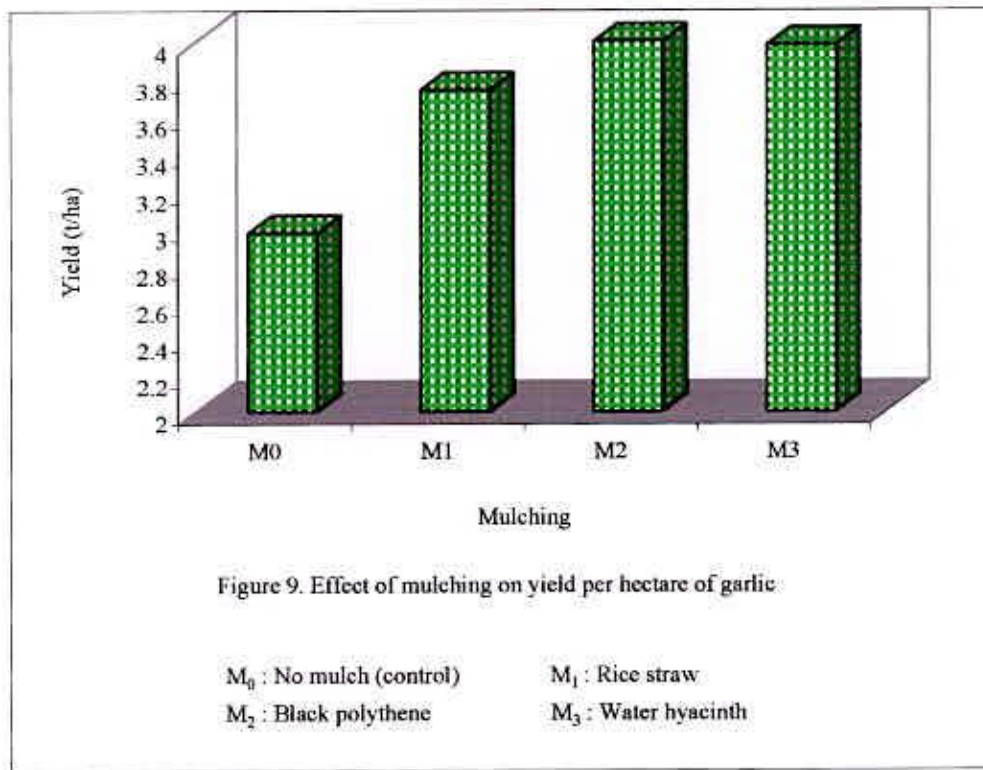 4
3.8
3.6
3.4
3.2
3
2.8
2.6
2.4
2.2
2
Yield (t/ha)
M0 M1 M2 M3
Mulching
Figure 9. Effect of mulching on yield per hectare of garlic
M₀ : No mulch (control) M₁ : Rice straw
M₂ : Black polythene M₃ : Water hyacinth